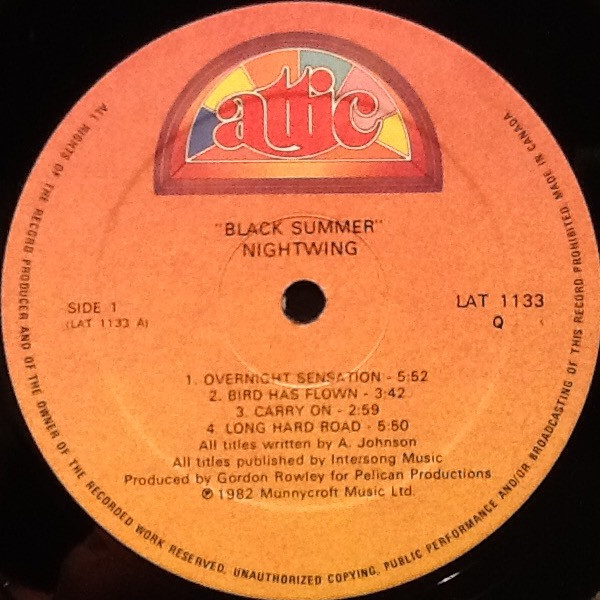 attic
"BLACK SUMMER"
NIGHTWING
SIDE 1
(LAT 1133 A)
LAT 1133
Q
1. OVERNIGHT SENSATION - 5:52
2. BIRD HAS FLOWN - 3:42
3. CARRY ON - 2:59
4. LONG HARD ROAD - 5:50
All titles written by A. Johnson
All titles published by Intersong Music
Produced by Gordon Rowley for Pelican Productions
℗ 1982 Munnycroft Music Ltd.
ALL RIGHTS OF THE RECORD PRODUCER AND OF THE OWNER OF THE RECORDED WORK RESERVED. UNAUTHORIZED COPYING, PUBLIC PERFORMANCE AND/OR BROADCASTING OF THIS RECORD PROHIBITED. MADE IN CANADA.